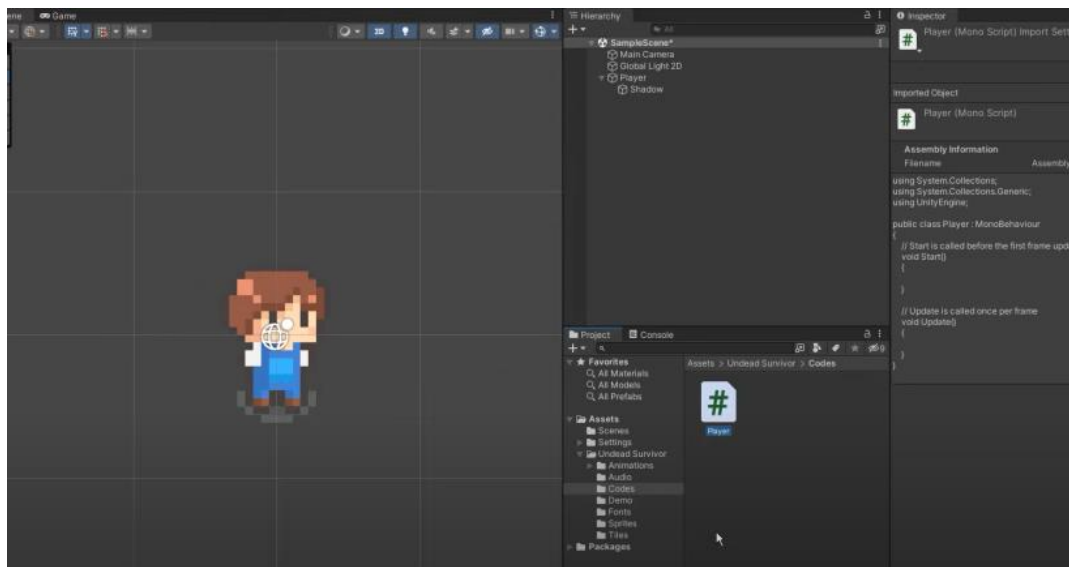 Game
2D
Hierarchy
All
SampleScene*
Main Camera
Global Light 2D
Player
Shadow
Project
Console
Favorites
All Materials
All Models
All Prefabs
Assets
Scenes
Settings
Undead Survivor
Animations
Audio
Codes
Demo
Fonts
Sprites
Tiles
Packages
Assets > Undead Survivor > Codes
#
Player
Inspector
#
Player (Mono Script) Import Sett
Imported Object
#
Player (Mono Script)
Assembly Information
Filename Assembly
using System.Collections;
using System.Collections.Generic;
using UnityEngine;
public class Player : MonoBehaviour
{
// Start is called before the first frame upd
void Start()
{
}
// Update is called once per frame
void Update()
{
}
}